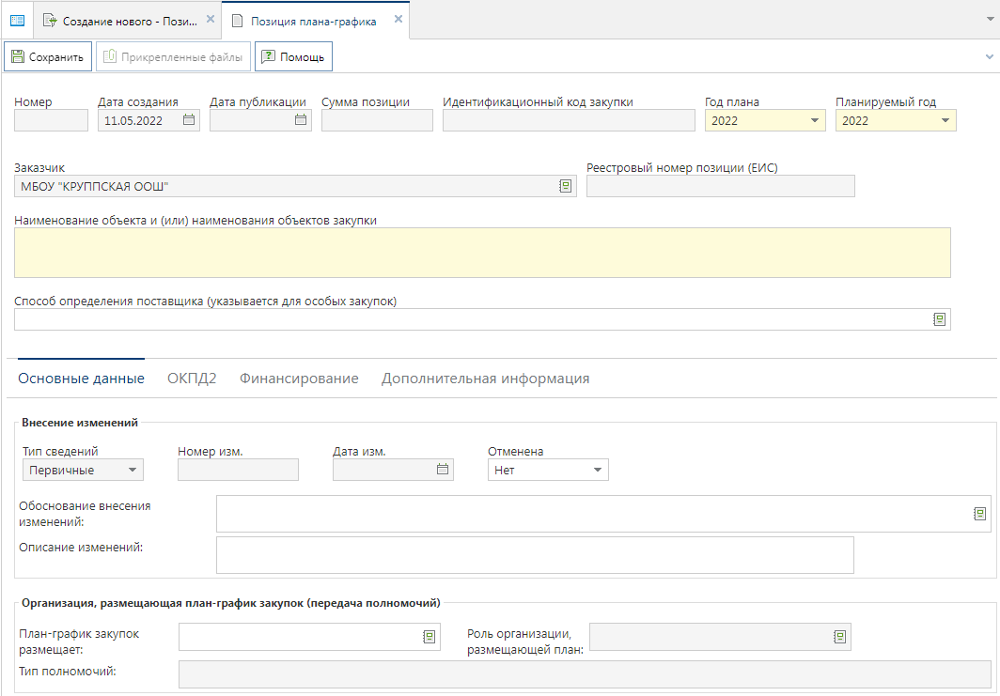 Создание нового - Пози... Позиция плана-графика
Сохранить Прикрепленные файлы Помощь
Номер Дата создания Дата публикации Сумма позиции Идентификационный код закупки Год плана Планируемый год
11.05.2022 2022 2022
Заказчик Реестровый номер позиции (ЕИС)
МБОУ "КРУППСКАЯ ООШ"
Наименование объекта и (или) наименования объектов закупки
Способ определения поставщика (указывается для особых закупок)
Основные данные ОКПД2 Финансирование Дополнительная информация
Внесение изменений
Тип сведений Номер изм. Дата изм. Отменена
Первичные Нет
Обоснование внесения
изменений:
Описание изменений:
Организация, размещающая план-график закупок (передача полномочий)
План-график закупок Роль организации,
размещает: размещающей план:
Тип полномочий: